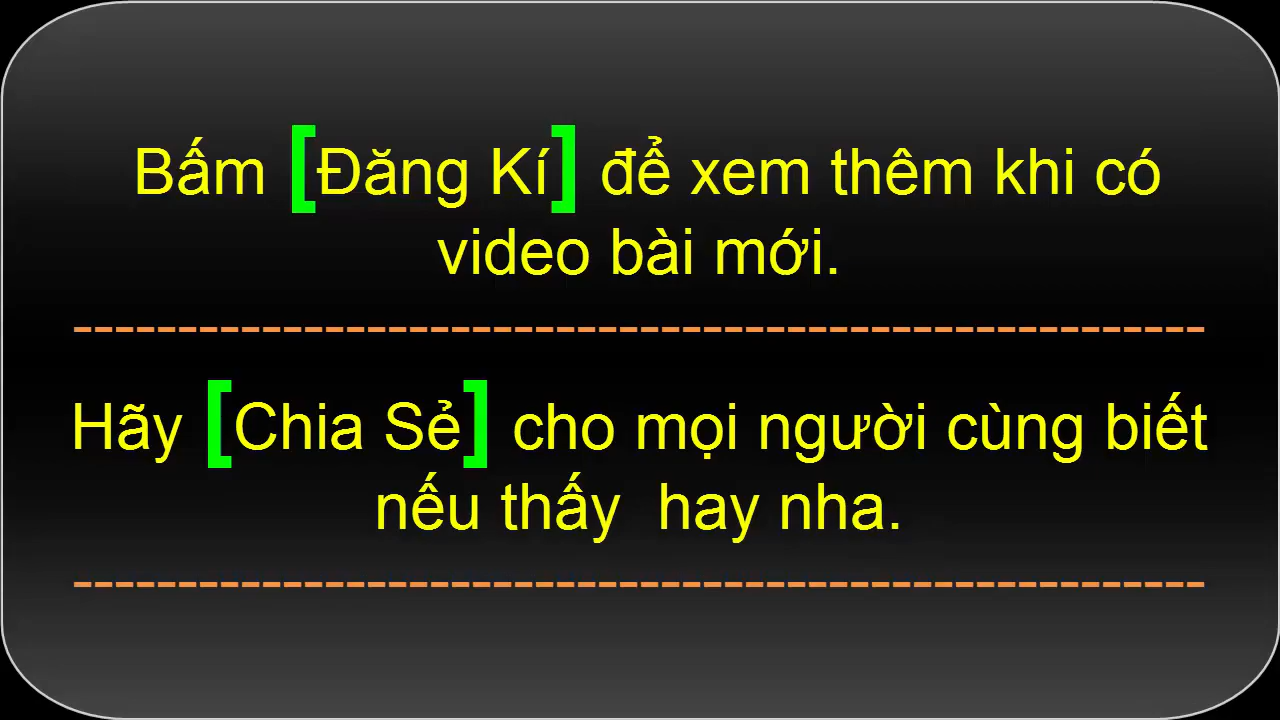 Bấm [Đăng Kí] để xem thêm khi có
video bài mới.
------------------------------------------------------
Hãy [Chia Sẻ] cho mọi người cùng biết
nếu thấy  hay nha.
------------------------------------------------------